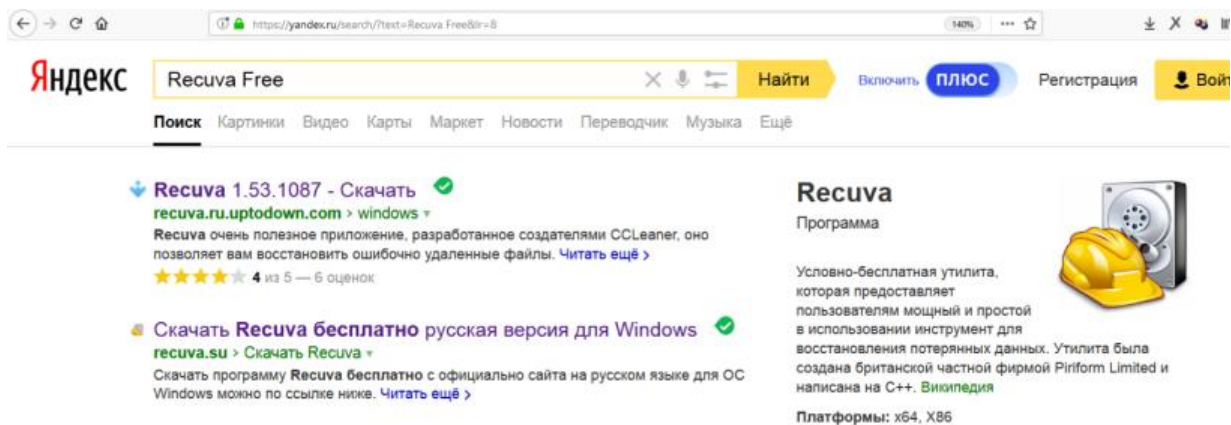 https://yandex.ru/search/?text=Recuva Free&lr=8
140%
Яндекс
Recuva Free
Найти
Включить ПЛЮС
Регистрация
Войт
Поиск Картинки Видео Карты Маркет Новости Переводчик Музыка Ещё
Recuva 1.53.1087 - Скачать
recuva.ru.uptodown.com > windows
Recuva очень полезное приложение, разработанное создателями CCLeaner, оно
позволяет вам восстановить ошибочно удаленные файлы. Читать ещё >
4 из 5 — 6 оценок
Скачать Recuva бесплатно русская версия для Windows
recuva.su > Скачать Recuva
Скачать программу Recuva бесплатно с официально сайта на русском языке для ОС
Windows можно по ссылке ниже. Читать ещё >
Recuva
Программа
Условно-бесплатная утилита,
которая предоставляет
пользователям мощный и простой
в использовании инструмент для
восстановления потерянных данных. Утилита была
создана британской частной фирмой Piriform Limited и
написана на C++. Википедия
Платформы: x64, X86